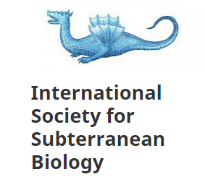 International
Society for
Subterranean
Biology